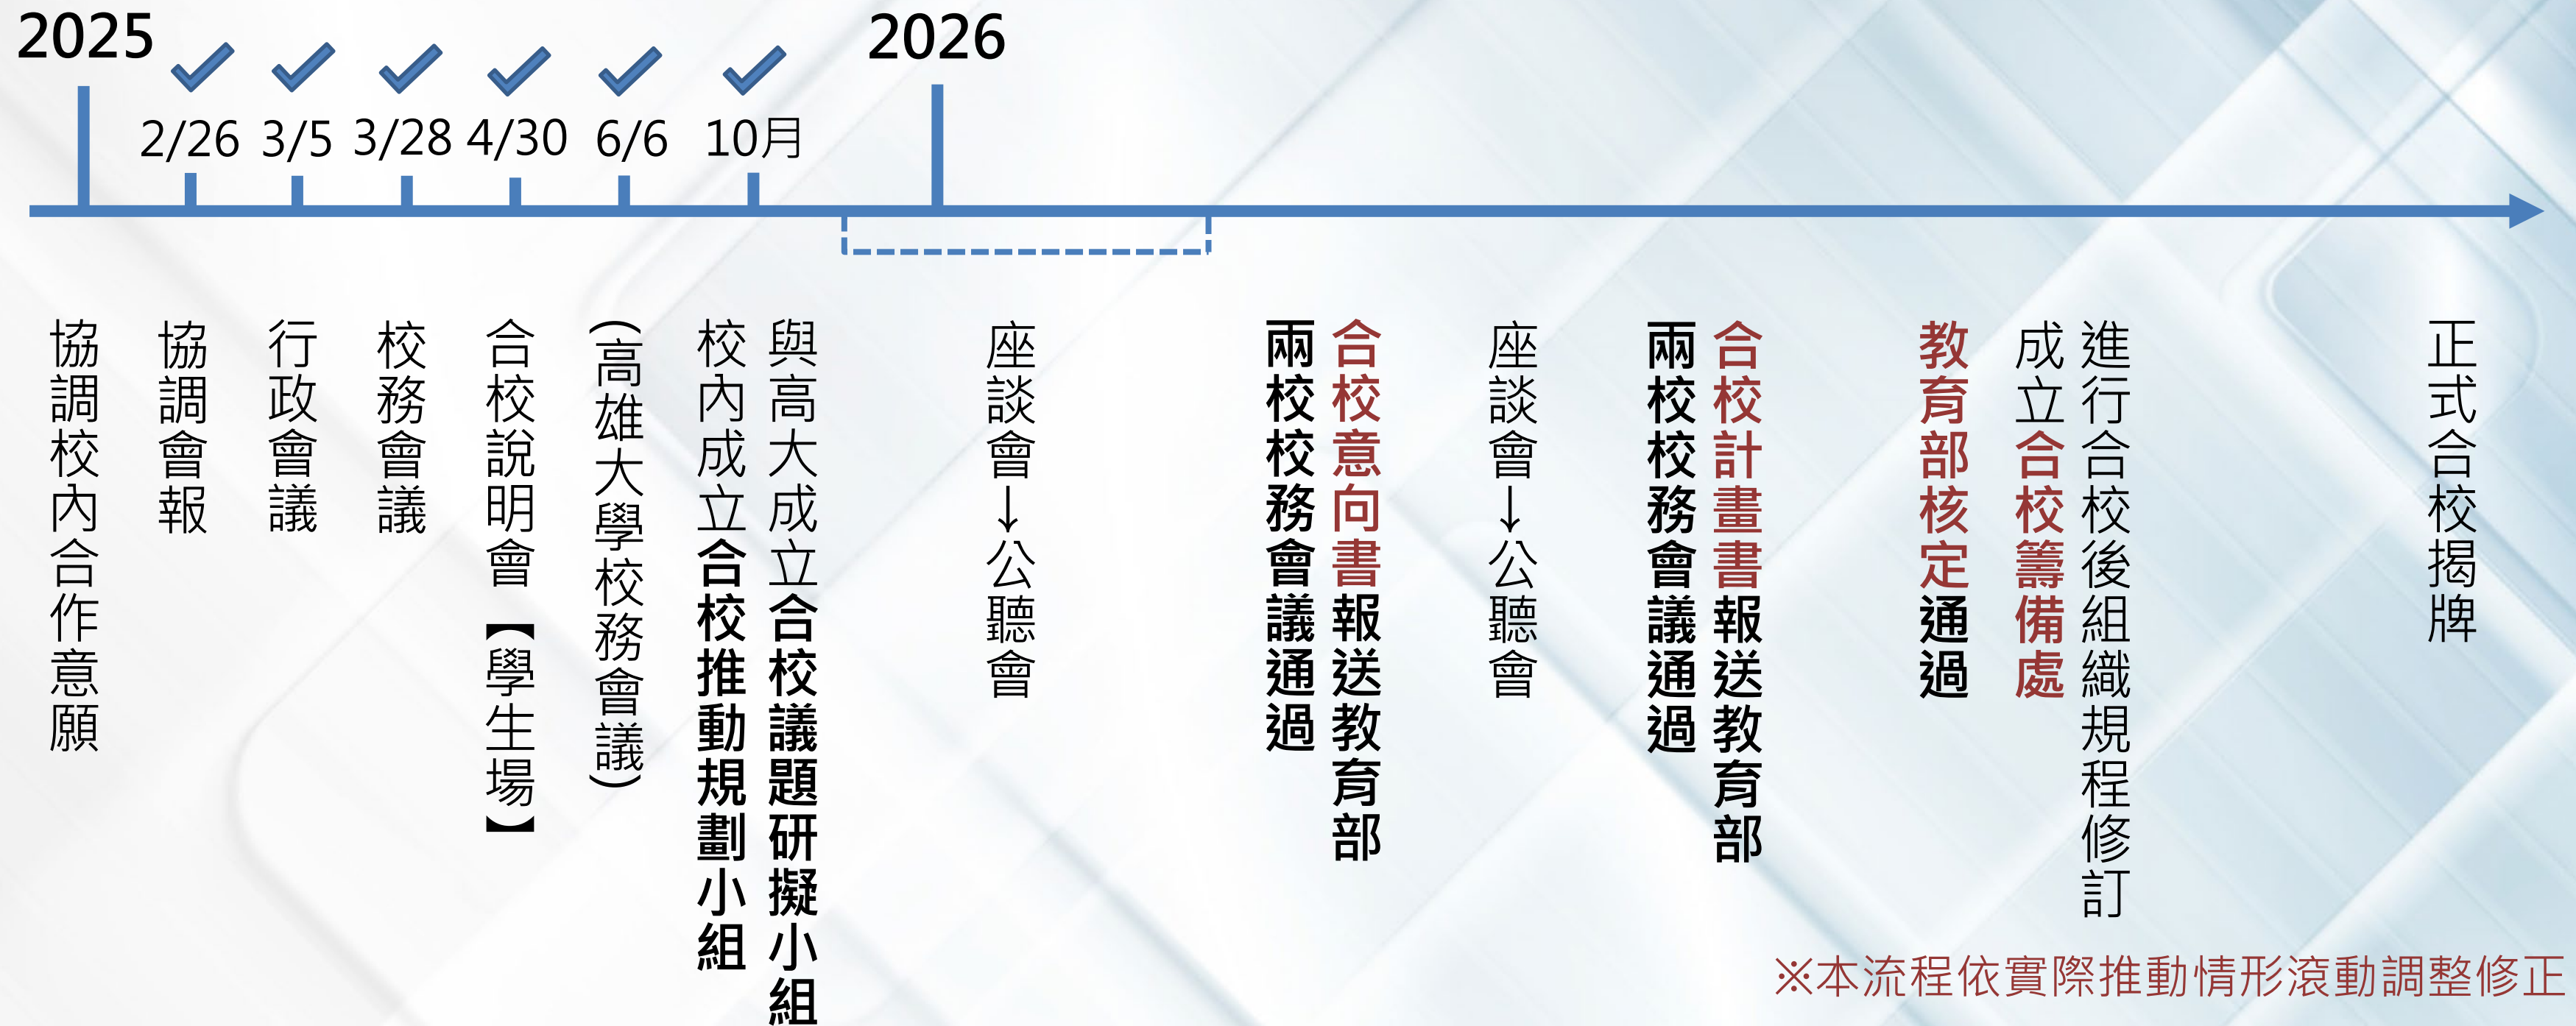 2025
2026
2/26
3/5
3/28
4/30
6/6
10月
協調校內合作意願
協調會報
行政會議
校務會議
合校說明會【學生場】
(高雄大學校務會議)
校內成立合校推動規劃小組
與高大成立合校議題研擬小組
座談會→公聽會
兩校校務會議通過
合校意向書報送教育部
座談會→公聽會
兩校校務會議通過
合校計畫書報送教育部
教育部核定通過
成立合校籌備處
進行合校後組織規程修訂
正式合校揭牌
※本流程依實際推動情形滾動調整修正